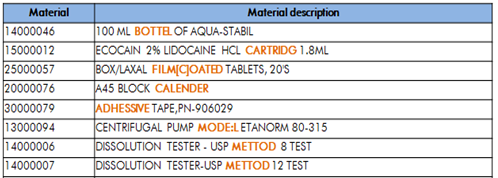 Material Material description
14000046 100 ML BOTTEL OF AQUA-STABIL
15000012 ECOCAIN 2% LIDOCAINE HCL CARTRIDG 1.8ML
25000057 BOX/LAXAL FILM[C]OATED TABLETS, 20'S
20000076 A45 BLOCK CALENDER
30000079 ADHESSIVE TAPE,PN-906029
13000094 CENTRIFUGAL PUMP MODE:L ETANORM 80-315
14000006 DISSOLUTION TESTER - USP METTOD 8 TEST
14000007 DISSOLUTION TESTER-USP METTOD 12 TEST